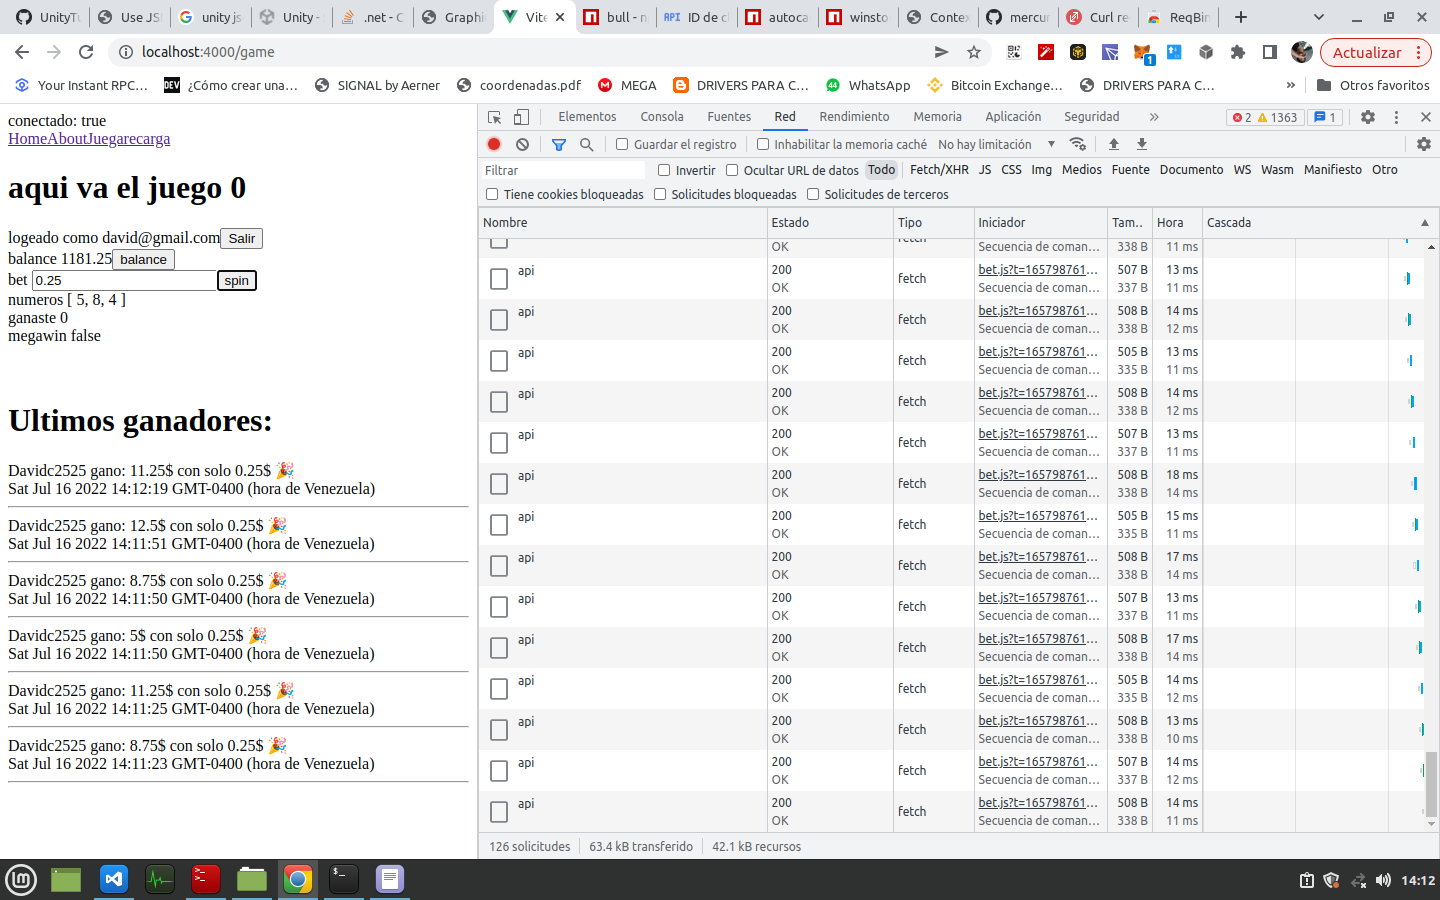 UnityTu
Use JS
unity js
Unity -
.net - C
Graphi
Vite
bull - n
ID de cl
autoca
winsto
Contex
mercur
Curl re
ReqBin
localhost:4000/game
Actualizar
Your Instant RPC...
¿Cómo crear una...
SIGNAL by Aerner
coordenadas.pdf
MEGA
DRIVERS PARA C...
WhatsApp
Bitcoin Exchange...
DRIVERS PARA C...
»
Otros favoritos
conectado: true
HomeAboutJuegarecarga
aqui va el juego 0
logeado como david@gmail.com Salir
balance 1181.25 balance
bet 0.25 spin
numeros [ 5, 8, 4 ]
ganaste 0
megawin false
Ultimos ganadores:
Davidc2525 gano: 11.25$ con solo 0.25$ 🎉
Sat Jul 16 2022 14:12:19 GMT-0400 (hora de Venezuela)
Davidc2525 gano: 12.5$ con solo 0.25$ 🎉
Sat Jul 16 2022 14:11:51 GMT-0400 (hora de Venezuela)
Davidc2525 gano: 8.75$ con solo 0.25$ 🎉
Sat Jul 16 2022 14:11:50 GMT-0400 (hora de Venezuela)
Davidc2525 gano: 5$ con solo 0.25$ 🎉
Sat Jul 16 2022 14:11:50 GMT-0400 (hora de Venezuela)
Davidc2525 gano: 11.25$ con solo 0.25$ 🎉
Sat Jul 16 2022 14:11:25 GMT-0400 (hora de Venezuela)
Davidc2525 gano: 8.75$ con solo 0.25$ 🎉
Sat Jul 16 2022 14:11:23 GMT-0400 (hora de Venezuela)
Elementos Consola Fuentes Red Rendimiento Memoria Aplicación Seguridad » 2 1363 1
Guardar el registro Inhabilitar la memoria caché No hay limitación
Filtrar Invertir Ocultar URL de datos Todo Fetch/XHR JS CSS Img Medios Fuente Documento WS Wasm Manifiesto Otro
Tiene cookies bloqueadas Solicitudes bloqueadas Solicitudes de terceros
Nombre Estado Tipo Iniciador Tam.. Hora Cascada
OK fetch Secuencia de coman... 338 B 11 ms
api 200 fetch bet.js?t=165798761... 507 B 13 ms
OK Secuencia de coman... 337 B 11 ms
api 200 fetch bet.js?t=165798761... 508 B 14 ms
OK Secuencia de coman... 338 B 12 ms
api 200 fetch bet.js?t=165798761... 505 B 13 ms
OK Secuencia de coman... 335 B 11 ms
api 200 fetch bet.js?t=165798761... 508 B 14 ms
OK Secuencia de coman... 338 B 12 ms
api 200 fetch bet.js?t=165798761... 507 B 13 ms
OK Secuencia de coman... 337 B 11 ms
api 200 fetch bet.js?t=165798761... 508 B 18 ms
OK Secuencia de coman... 338 B 14 ms
api 200 fetch bet.js?t=165798761... 505 B 15 ms
OK Secuencia de coman... 335 B 11 ms
api 200 fetch bet.js?t=165798761... 508 B 17 ms
OK Secuencia de coman... 338 B 14 ms
api 200 fetch bet.js?t=165798761... 507 B 13 ms
OK Secuencia de coman... 337 B 11 ms
api 200 fetch bet.js?t=165798761... 508 B 17 ms
OK Secuencia de coman... 338 B 14 ms
api 200 fetch bet.js?t=165798761... 505 B 14 ms
OK Secuencia de coman... 335 B 12 ms
api 200 fetch bet.js?t=165798761... 508 B 13 ms
OK Secuencia de coman... 338 B 10 ms
api 200 fetch bet.js?t=165798761... 507 B 14 ms
OK Secuencia de coman... 337 B 12 ms
api 200 fetch bet.js?t=165798761... 508 B 14 ms
OK Secuencia de coman... 338 B 11 ms
126 solicitudes 63.4 kB transferido 42.1 kB recursos
14:12